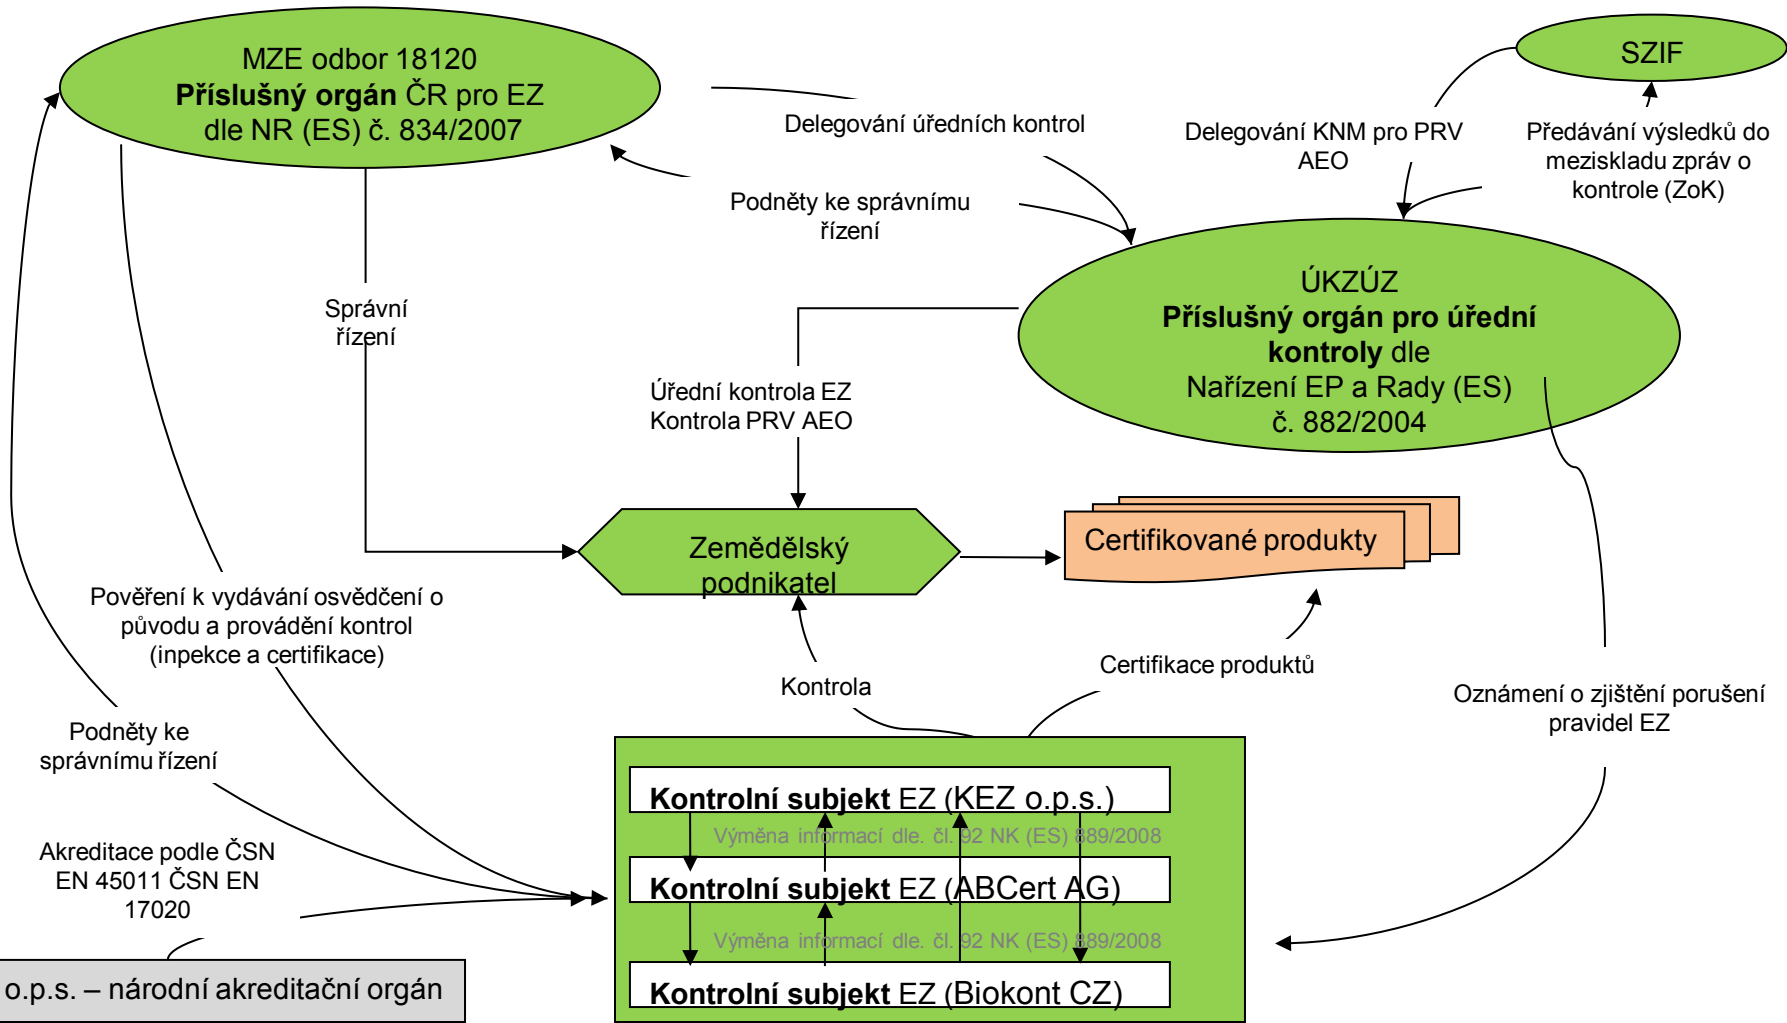 MZE odbor 18120
Příslušný orgán ČR pro EZ
dle NR (ES) č. 834/2007
SZIF
Delegování úředních kontrol
Delegování KNM pro PRV
AEO
Předávání výsledků do
meziskladu zpráv o
kontrole (ZoK)
Podněty ke správnímu
řízení
ÚKZÚZ
Příslušný orgán pro úřední
kontroly dle
Nařízení EP a Rady (ES)
č. 882/2004
Správní
řízení
Úřední kontrola EZ
Kontrola PRV AEO
Zemědělský
podnikatel
Certifikované produkty
Pověření k vydávání osvědčení o
původu a provádění kontrol
(inpekce a certifikace)
Kontrola
Certifikace produktů
Oznámení o zjištění porušení
pravidel EZ
Podněty ke
správnímu řízení
Akreditace podle ČSN
EN 45011 ČSN EN
17020
Kontrolní subjekt EZ (KEZ o.p.s.)
Výměna informací dle. čl. 92 NK (ES) 889/2008
Kontrolní subjekt EZ (ABCert AG)
Výměna informací dle. čl. 92 NK (ES) 889/2008
Kontrolní subjekt EZ (Biokont CZ)
o.p.s. – národní akreditační orgán